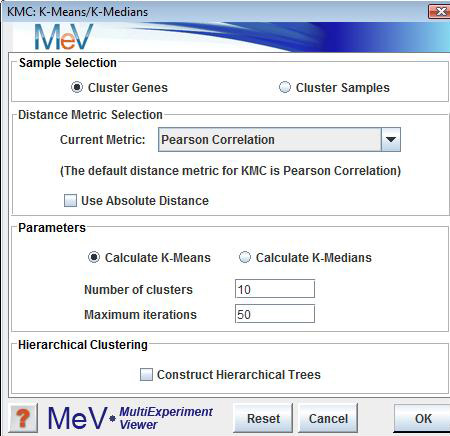 KMC: K-Means/K-Medians
MeV
Sample Selection
Cluster Genes Cluster Samples
Distance Metric Selection
Current Metric: Pearson Correlation
(The default distance metric for KMC is Pearson Correlation)
Use Absolute Distance
Parameters
Calculate K-Means Calculate K-Medians
Number of clusters 10
Maximum iterations 50
Hierarchical Clustering
Construct Hierarchical Trees
? MeV MultiExperiment Viewer Reset Cancel OK